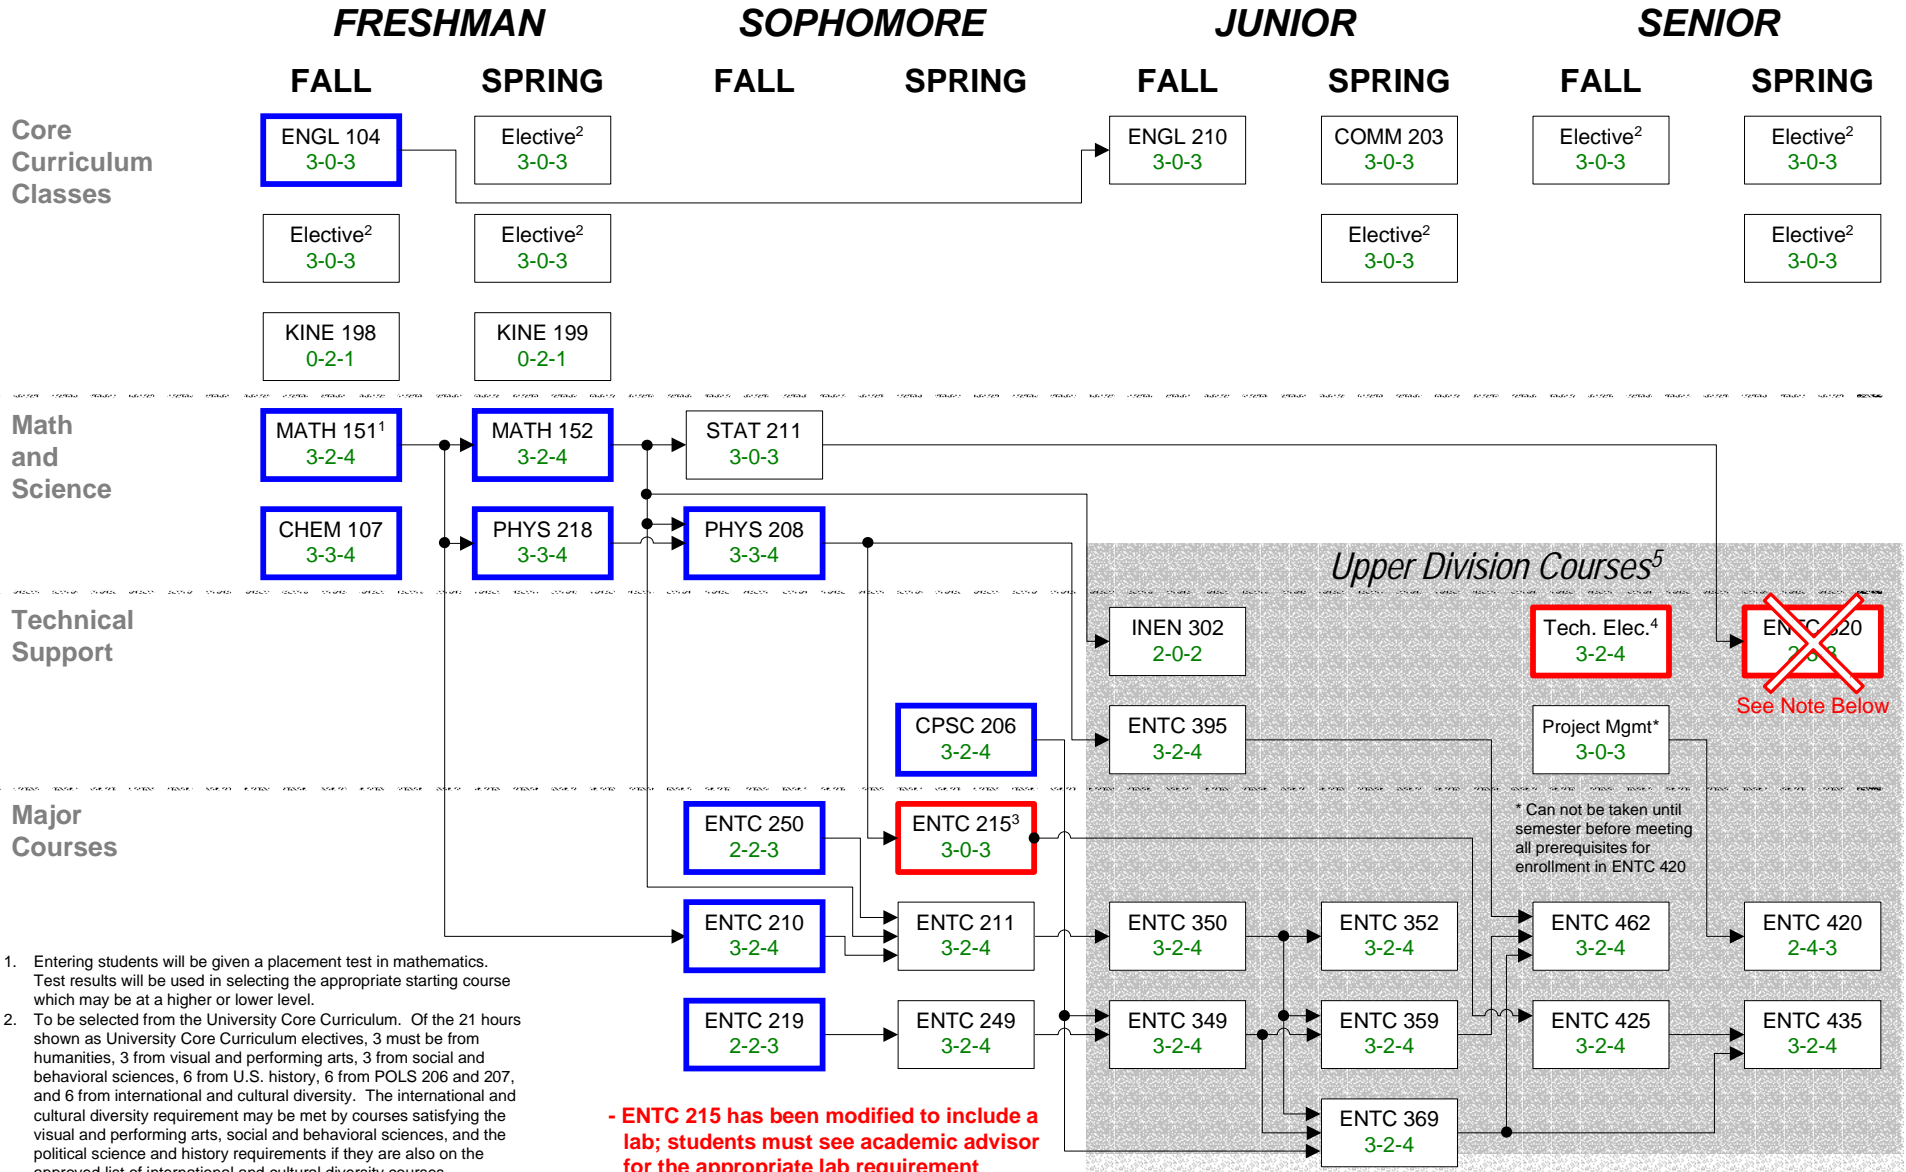 FRESHMAN SOPHOMORE JUNIOR SENIOR
FALL SPRING FALL SPRING FALL SPRING FALL SPRING
Core
Curriculum
Classes
ENGL 104
3-0-3
Elective²
3-0-3
ENGL 210
3-0-3
COMM 203
3-0-3
Elective²
3-0-3
Elective²
3-0-3
Elective²
3-0-3
Elective²
3-0-3
Elective²
3-0-3
Elective²
3-0-3
KINE 198
0-2-1
KINE 199
0-2-1
Math
and
Science
MATH 151¹
3-2-4
MATH 152
3-2-4
STAT 211
3-0-3
CHEM 107
3-3-4
PHYS 218
3-3-4
PHYS 208
3-3-4
Upper Division Courses⁵
Technical
Support
INEN 302
2-0-2
Tech. Elec.⁴
3-2-4
ENTC 320
2-3-3
See Note Below
CPSC 206
3-2-4
ENTC 395
3-2-4
Project Mgmt*
3-0-3
Major
Courses
ENTC 250
2-2-3
ENTC 215³
3-0-3
* Can not be taken until
semester before meeting
all prerequisites for
enrollment in ENTC 420
ENTC 210
3-2-4
ENTC 211
3-2-4
ENTC 350
3-2-4
ENTC 352
3-2-4
ENTC 462
3-2-4
ENTC 420
2-4-3
ENTC 219
2-2-3
ENTC 249
3-2-4
ENTC 349
3-2-4
ENTC 359
3-2-4
ENTC 425
3-2-4
ENTC 435
3-2-4
ENTC 369
3-2-4
1. Entering students will be given a placement test in mathematics.
Test results will be used in selecting the appropriate starting course
which may be at a higher or lower level.
2. To be selected from the University Core Curriculum. Of the 21 hours
shown as University Core Curriculum electives, 3 must be from
humanities, 3 from visual and performing arts, 3 from social and
behavioral sciences, 6 from U.S. history, 6 from POLS 206 and 207,
and 6 from international and cultural diversity. The international and
cultural diversity requirement may be met by courses satisfying the
visual and performing arts, social and behavioral sciences, and the
political science and history requirements if they are also on the
approved list of international and cultural diversity courses
- ENTC 215 has been modified to include a
lab; students must see academic advisor
for the appropriate lab requirement